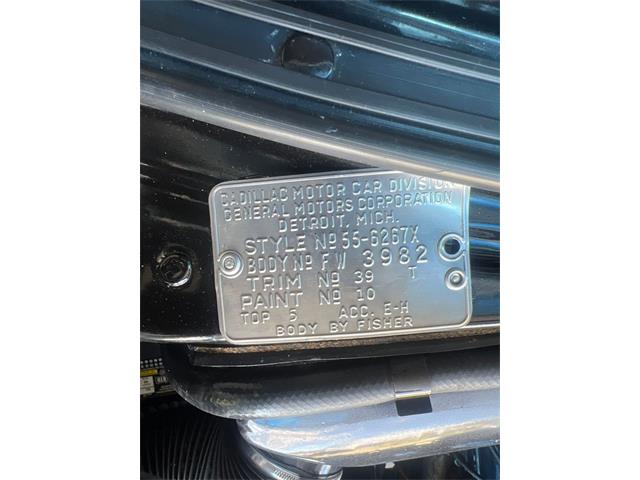 CADILLAC MOTOR CAR DIVISION
GENERAL MOTORS CORPORATION
DETROIT, MICH.
STYLE Nº 55-6267X
BODY Nº FW 3982
TRIM Nº 39 T
PAINT Nº 10
TOP 5 ACC. E-H
BODY BY FISHER